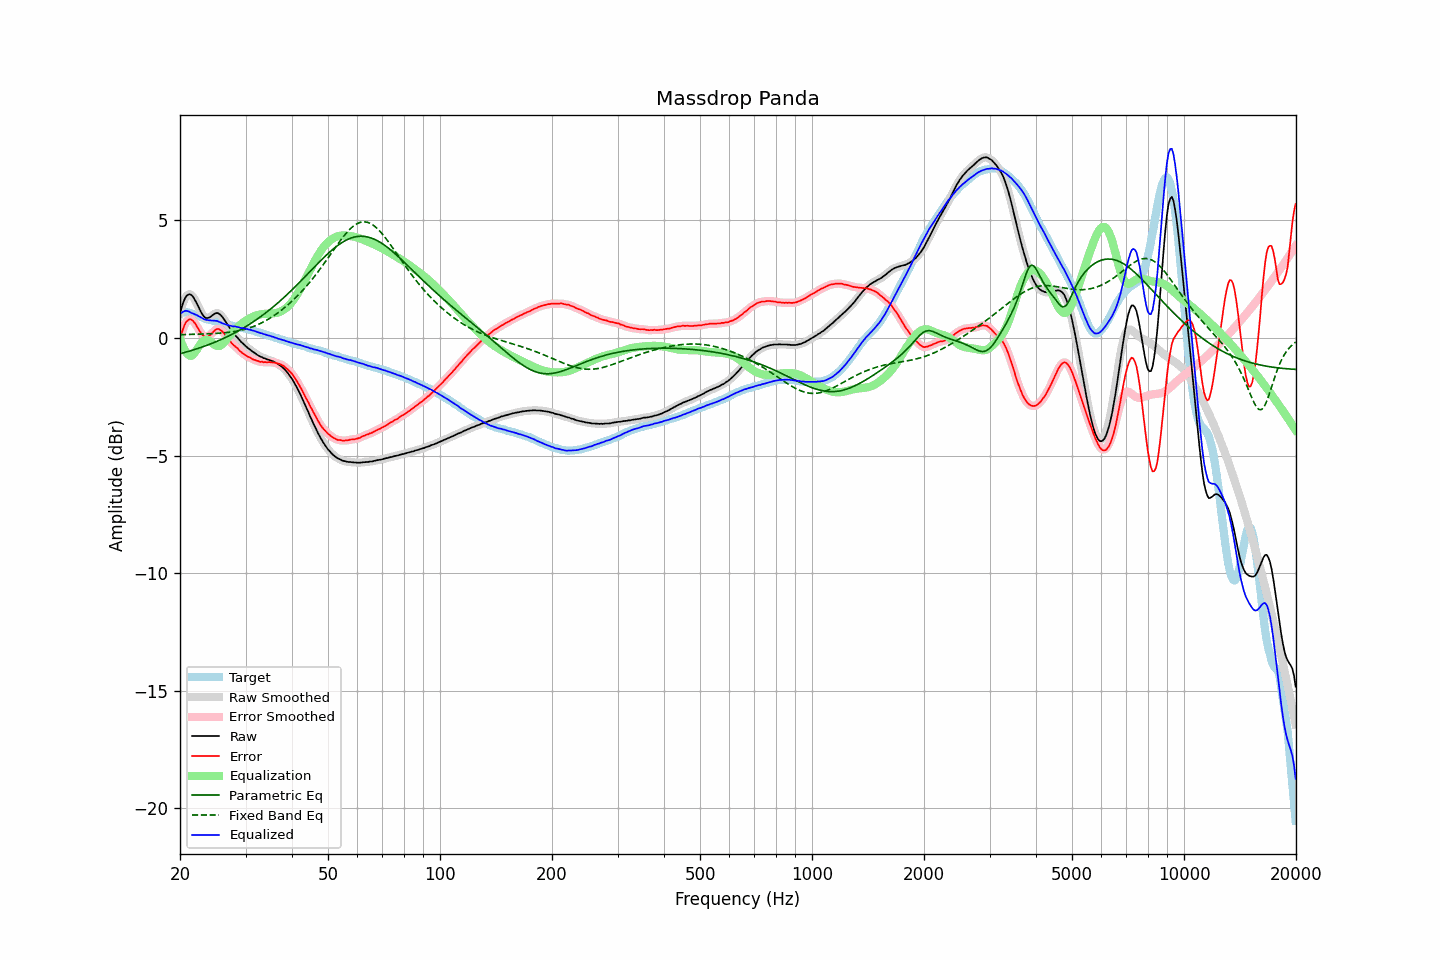 Massdrop Panda
Amplitude (dBr)
5
0
−5
−10
−15
−20
Target
Raw Smoothed
Error Smoothed
Raw
Error
Equalization
Parametric Eq
Fixed Band Eq
Equalized
20 50 100 200 500 1000 2000 5000 10000 20000
Frequency (Hz)